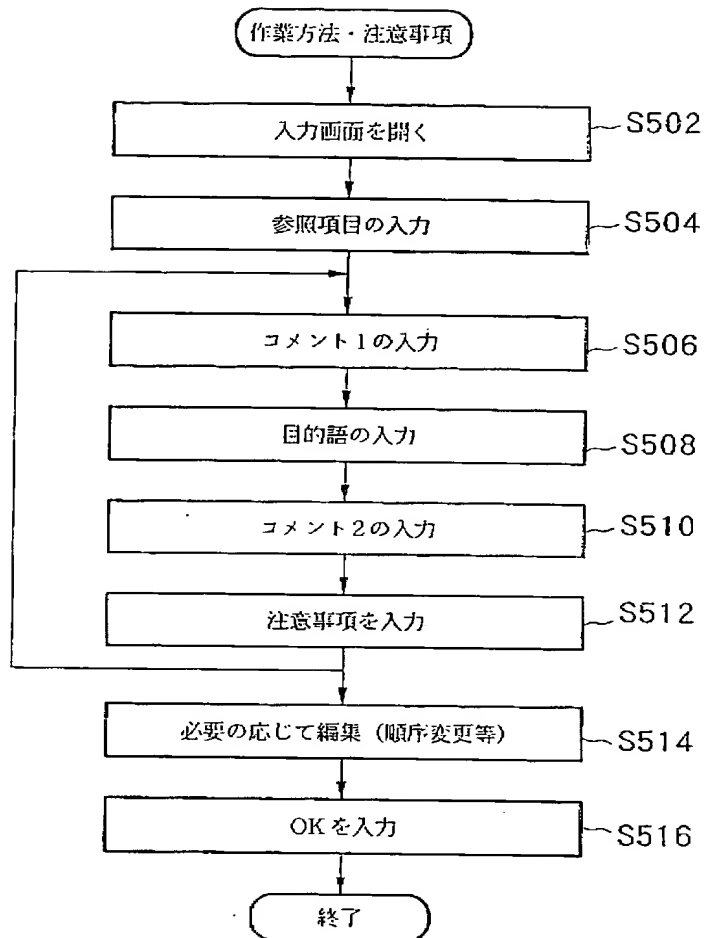 作業方法・注意事項
入力画面を開く
S502
参照項目の入力
S504
コメント1の入力
S506
目的語の入力
S508
コメント2の入力
S510
注意事項を入力
S512
必要の応じて編集（順序変更等）
S514
OKを入力
S516
終了